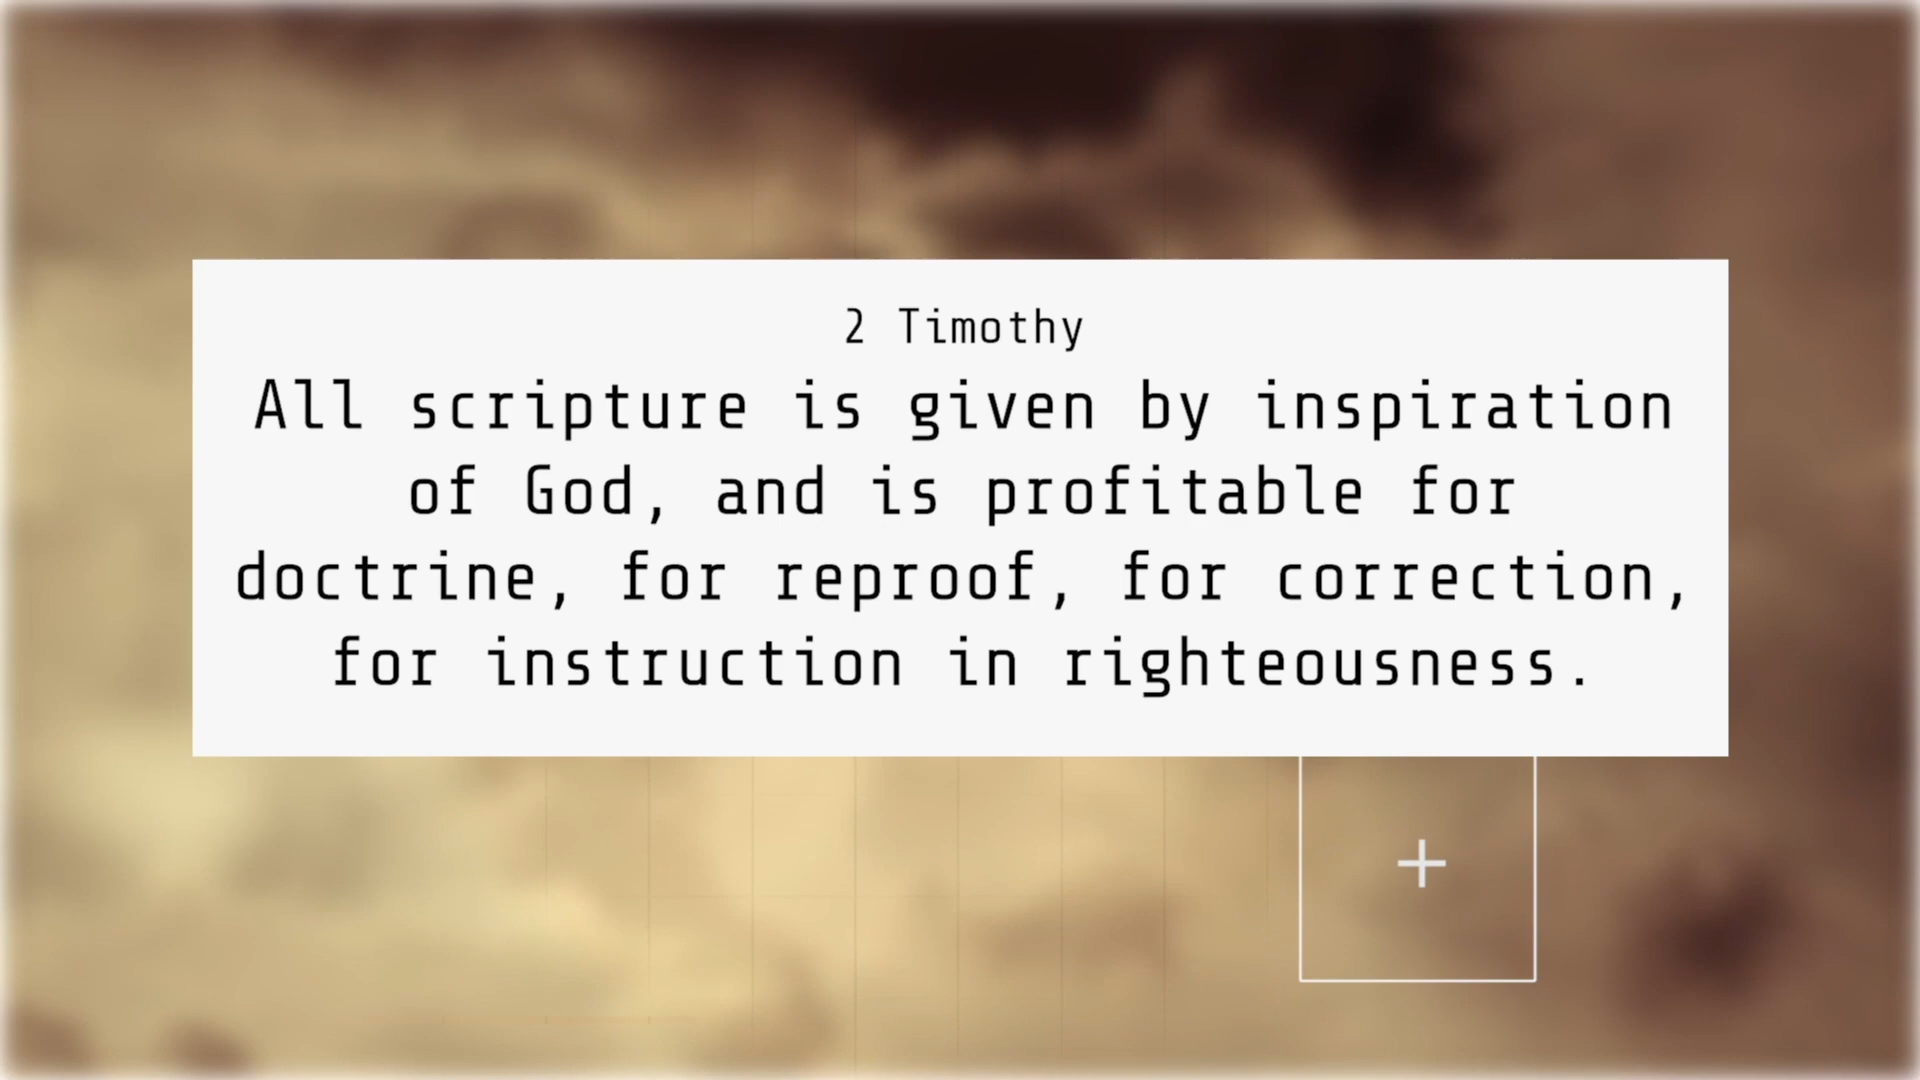 2 Timothy
All scripture is given by inspiration
of God, and is profitable for
doctrine, for reproof, for correction,
for instruction in righteousness.